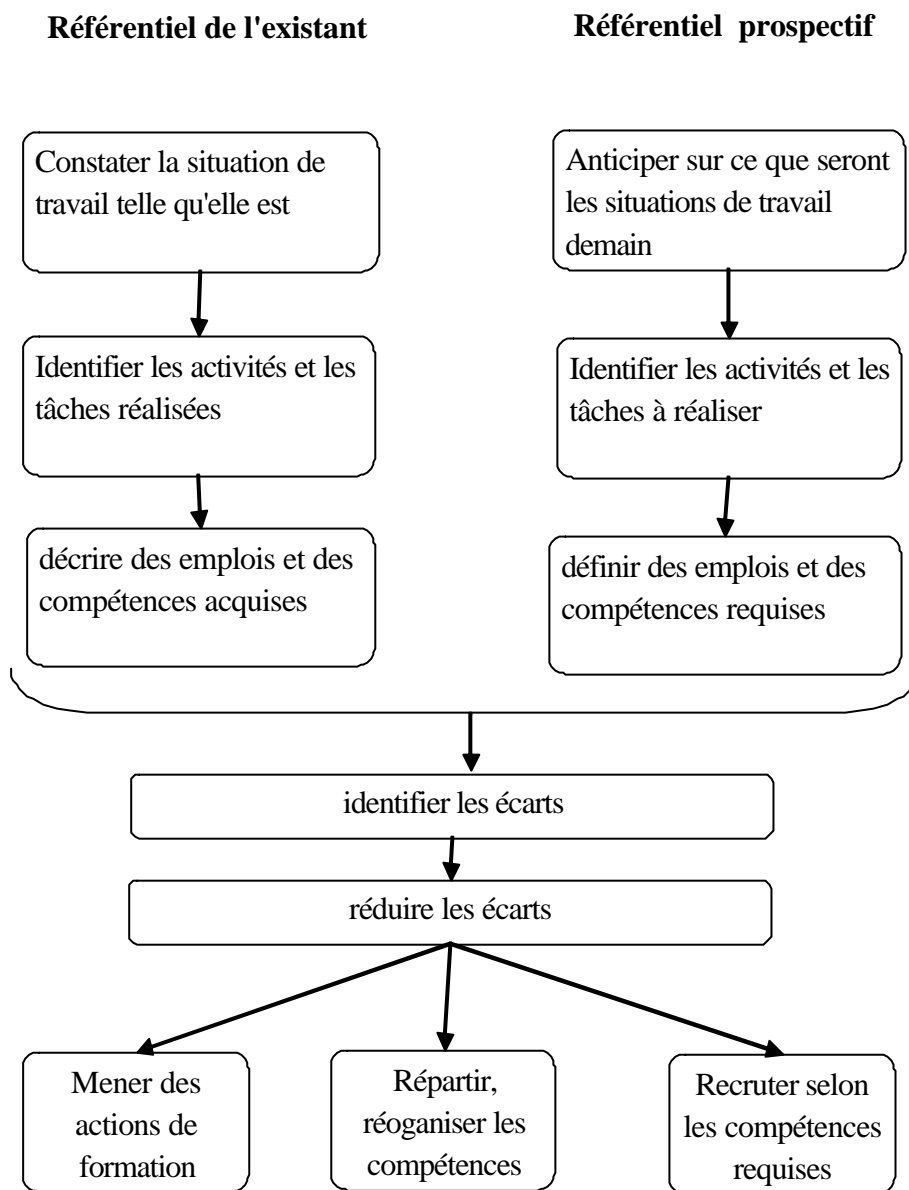 Référentiel de l'existant
Référentiel prospectif
Constater la situation de
travail telle qu'elle est
Anticiper sur ce que seront
les situations de travail
demain
Identifier les activités et les
tâches réalisées
Identifier les activités et les
tâches à réaliser
décrire des emplois et des
compétences acquises
définir des emplois et des
compétences requises
identifier les écarts
réduire les écarts
Mener des
actions de
formation
Répartir,
réoganiser les
compétences
Recruter selon
les compétences
requises